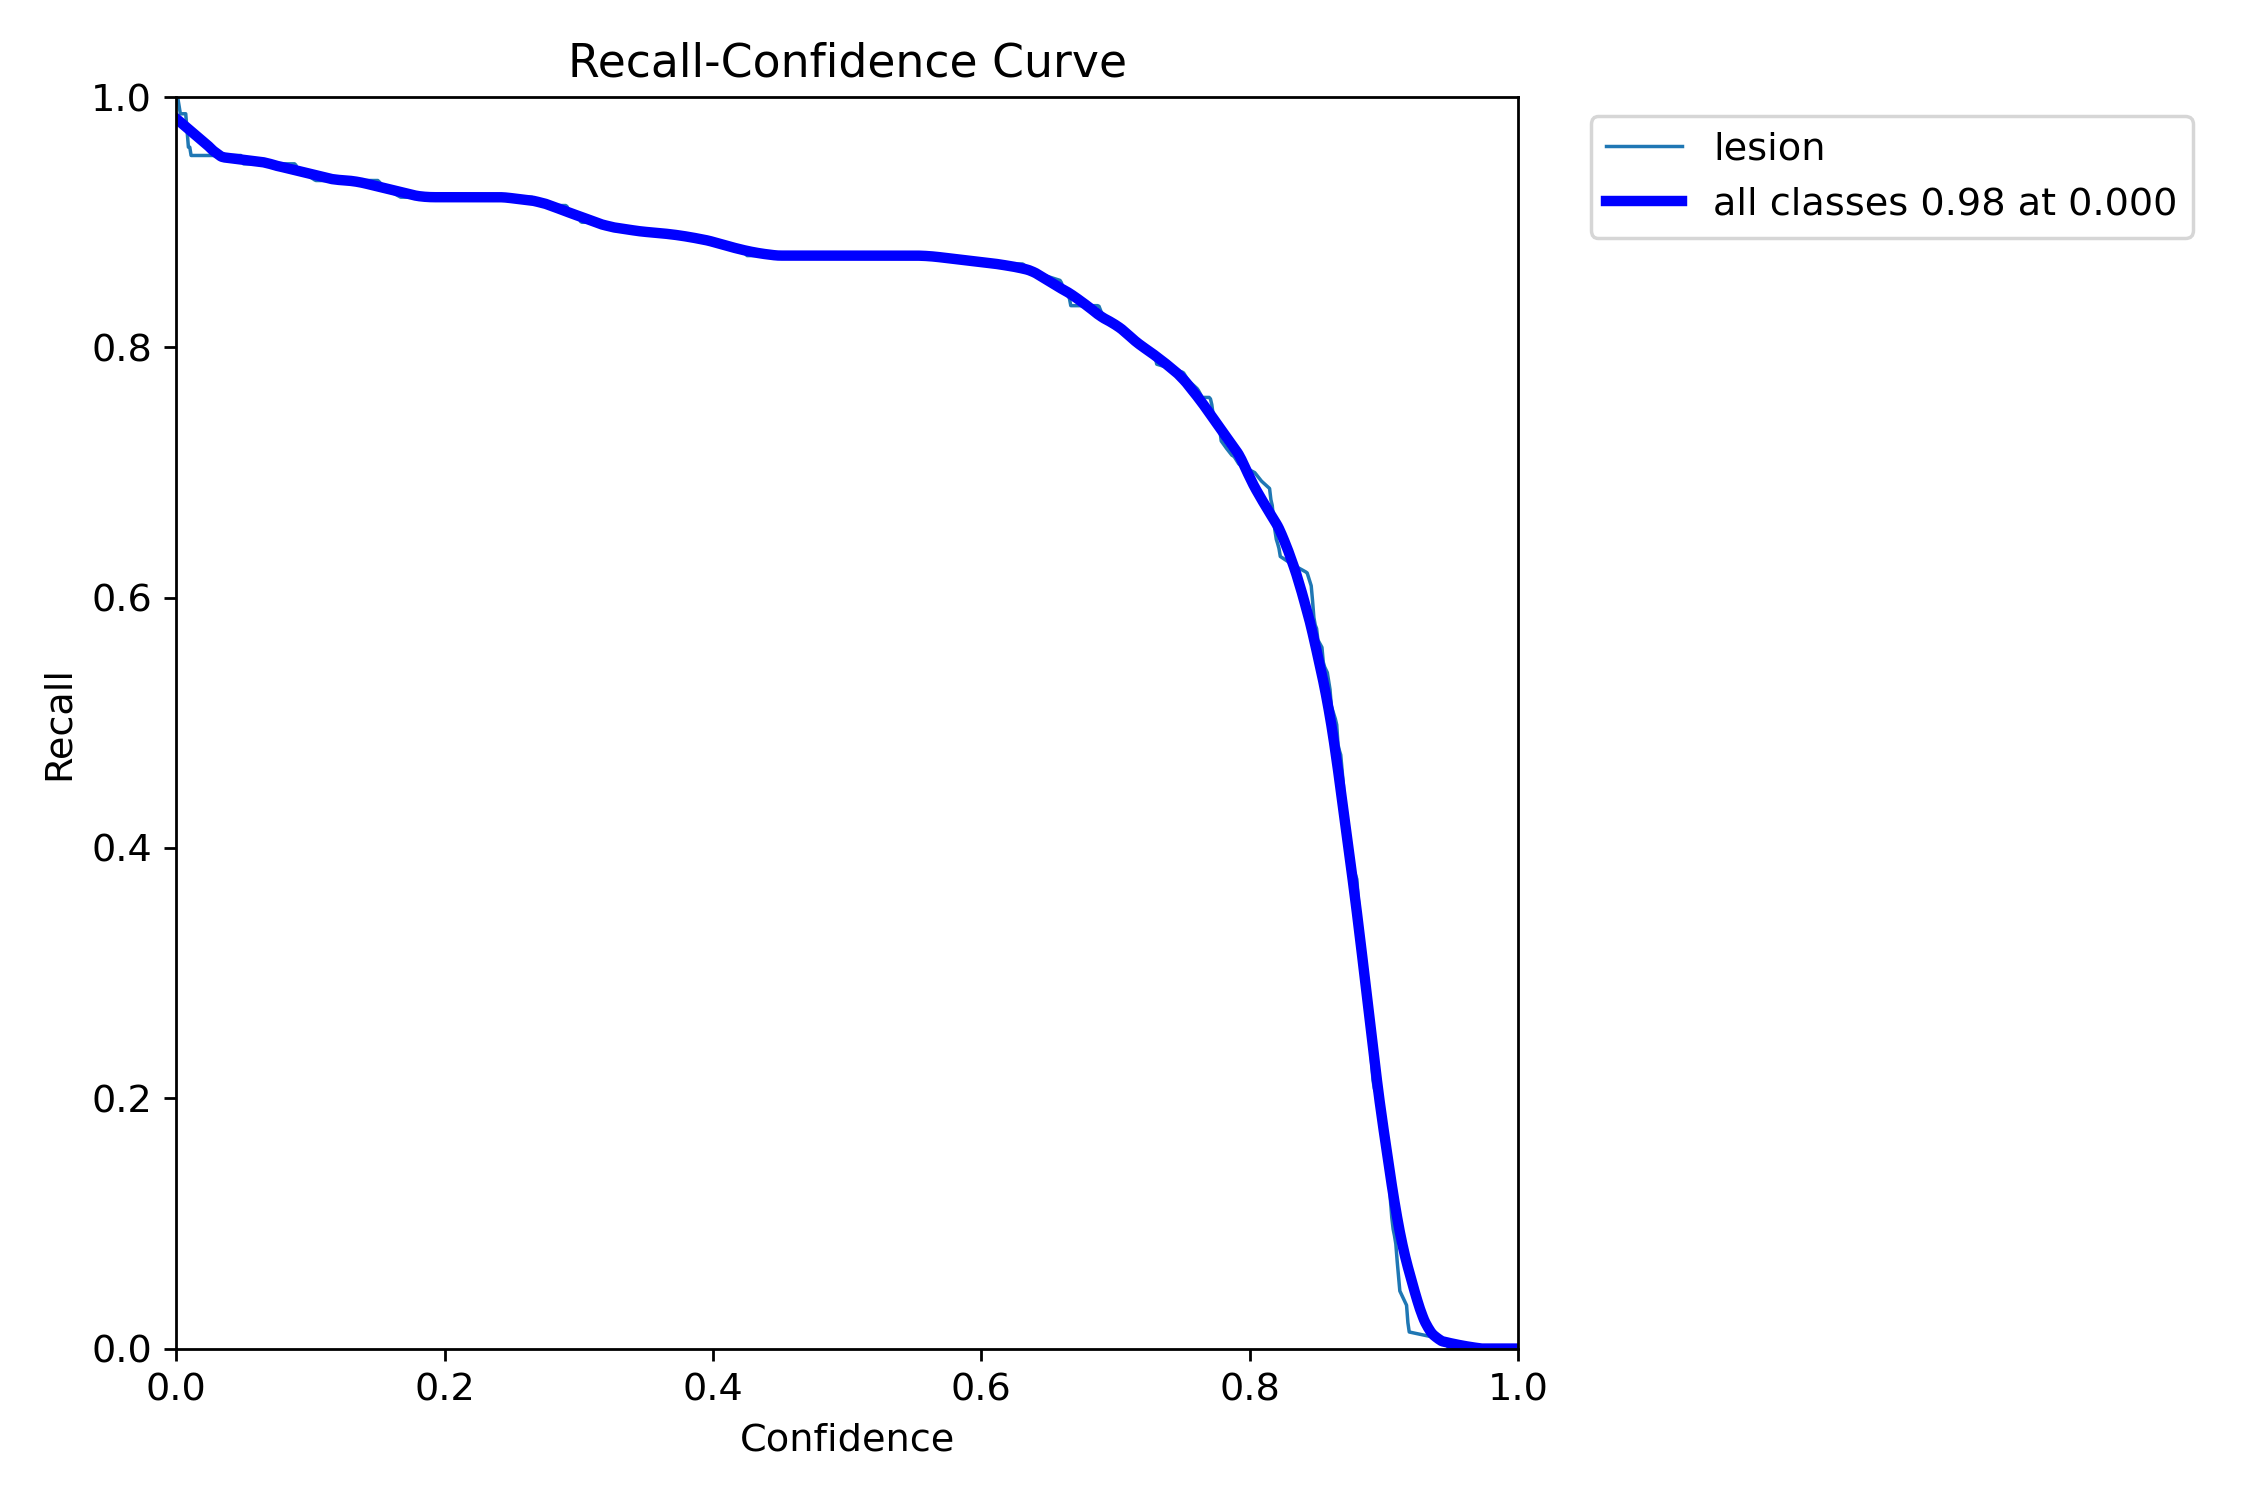 Recall-Confidence Curve
1.0
0.8
0.6
0.4
0.2
0.0
Recall
0.0 0.2 0.4 0.6 0.8 1.0
Confidence
lesion
all classes 0.98 at 0.000